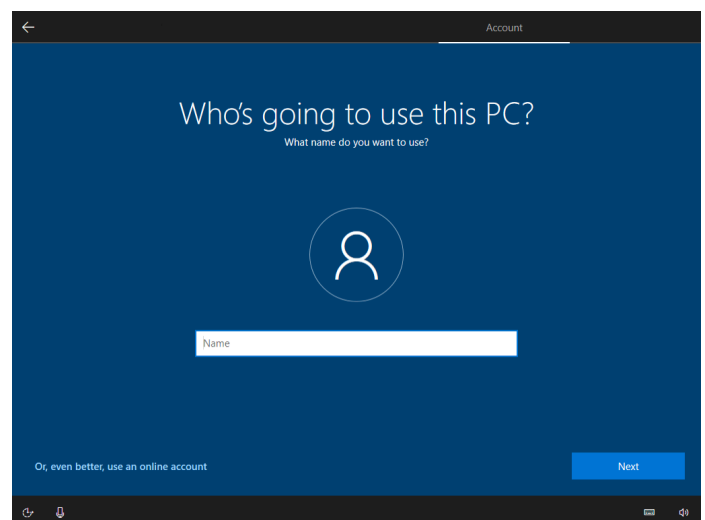 Account
Who's going to use this PC?
What name do you want to use?
Name
Or, even better, use an online account
Next